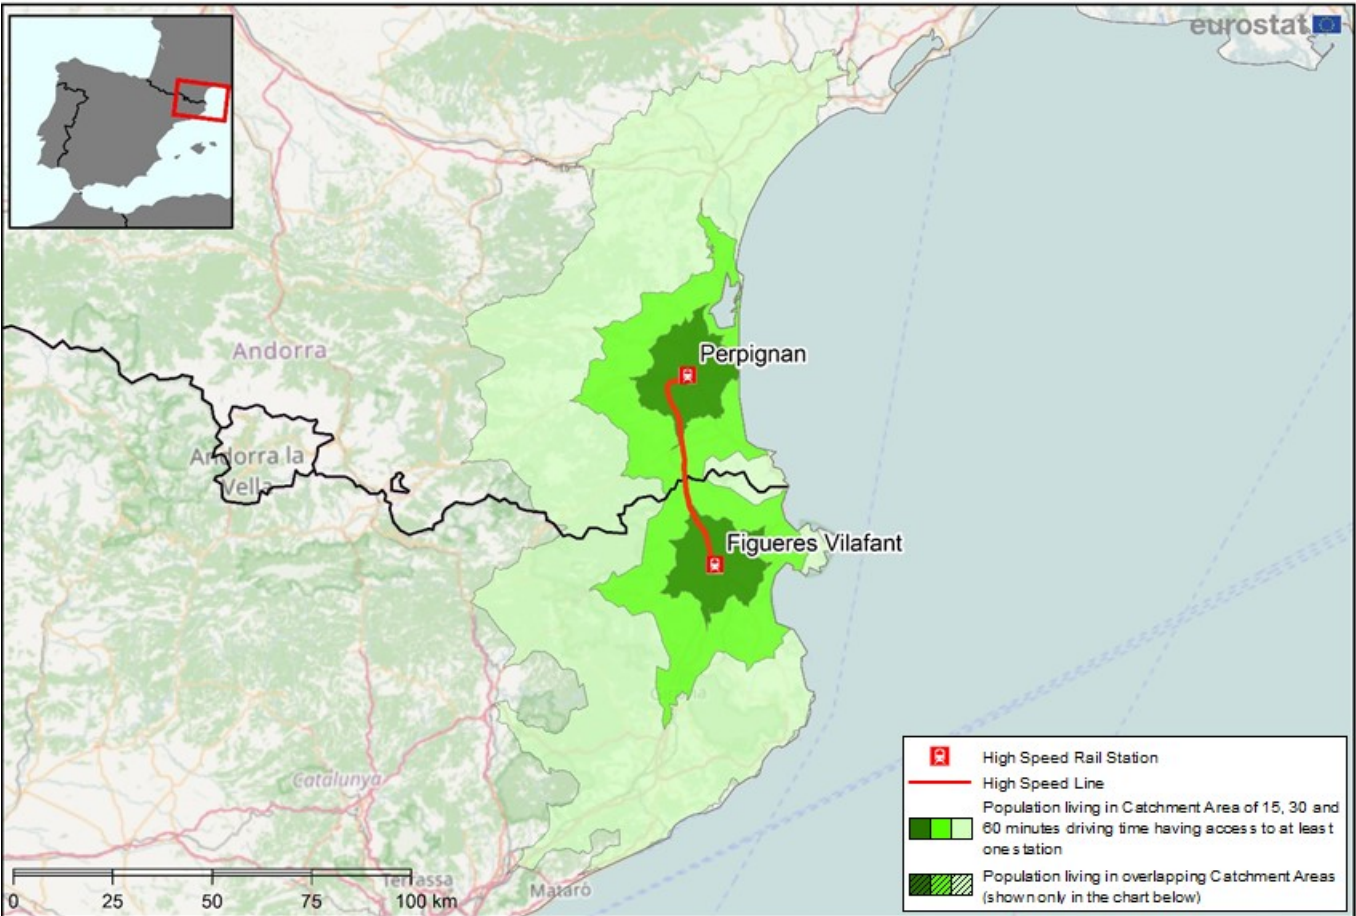 eurostat
Perpignan
Andorra
Andorra la
Vella
Figueres Vilafant
Catalunya
Terrassa
Mataró
0 25 50 75 100 km
High Speed Rail Station
High Speed Line
Population living in Catchment Area of 15, 30 and
60 minutes driving time having access to at least
one station
Population living in overlapping Catchment Areas
(shown only in the chart below)